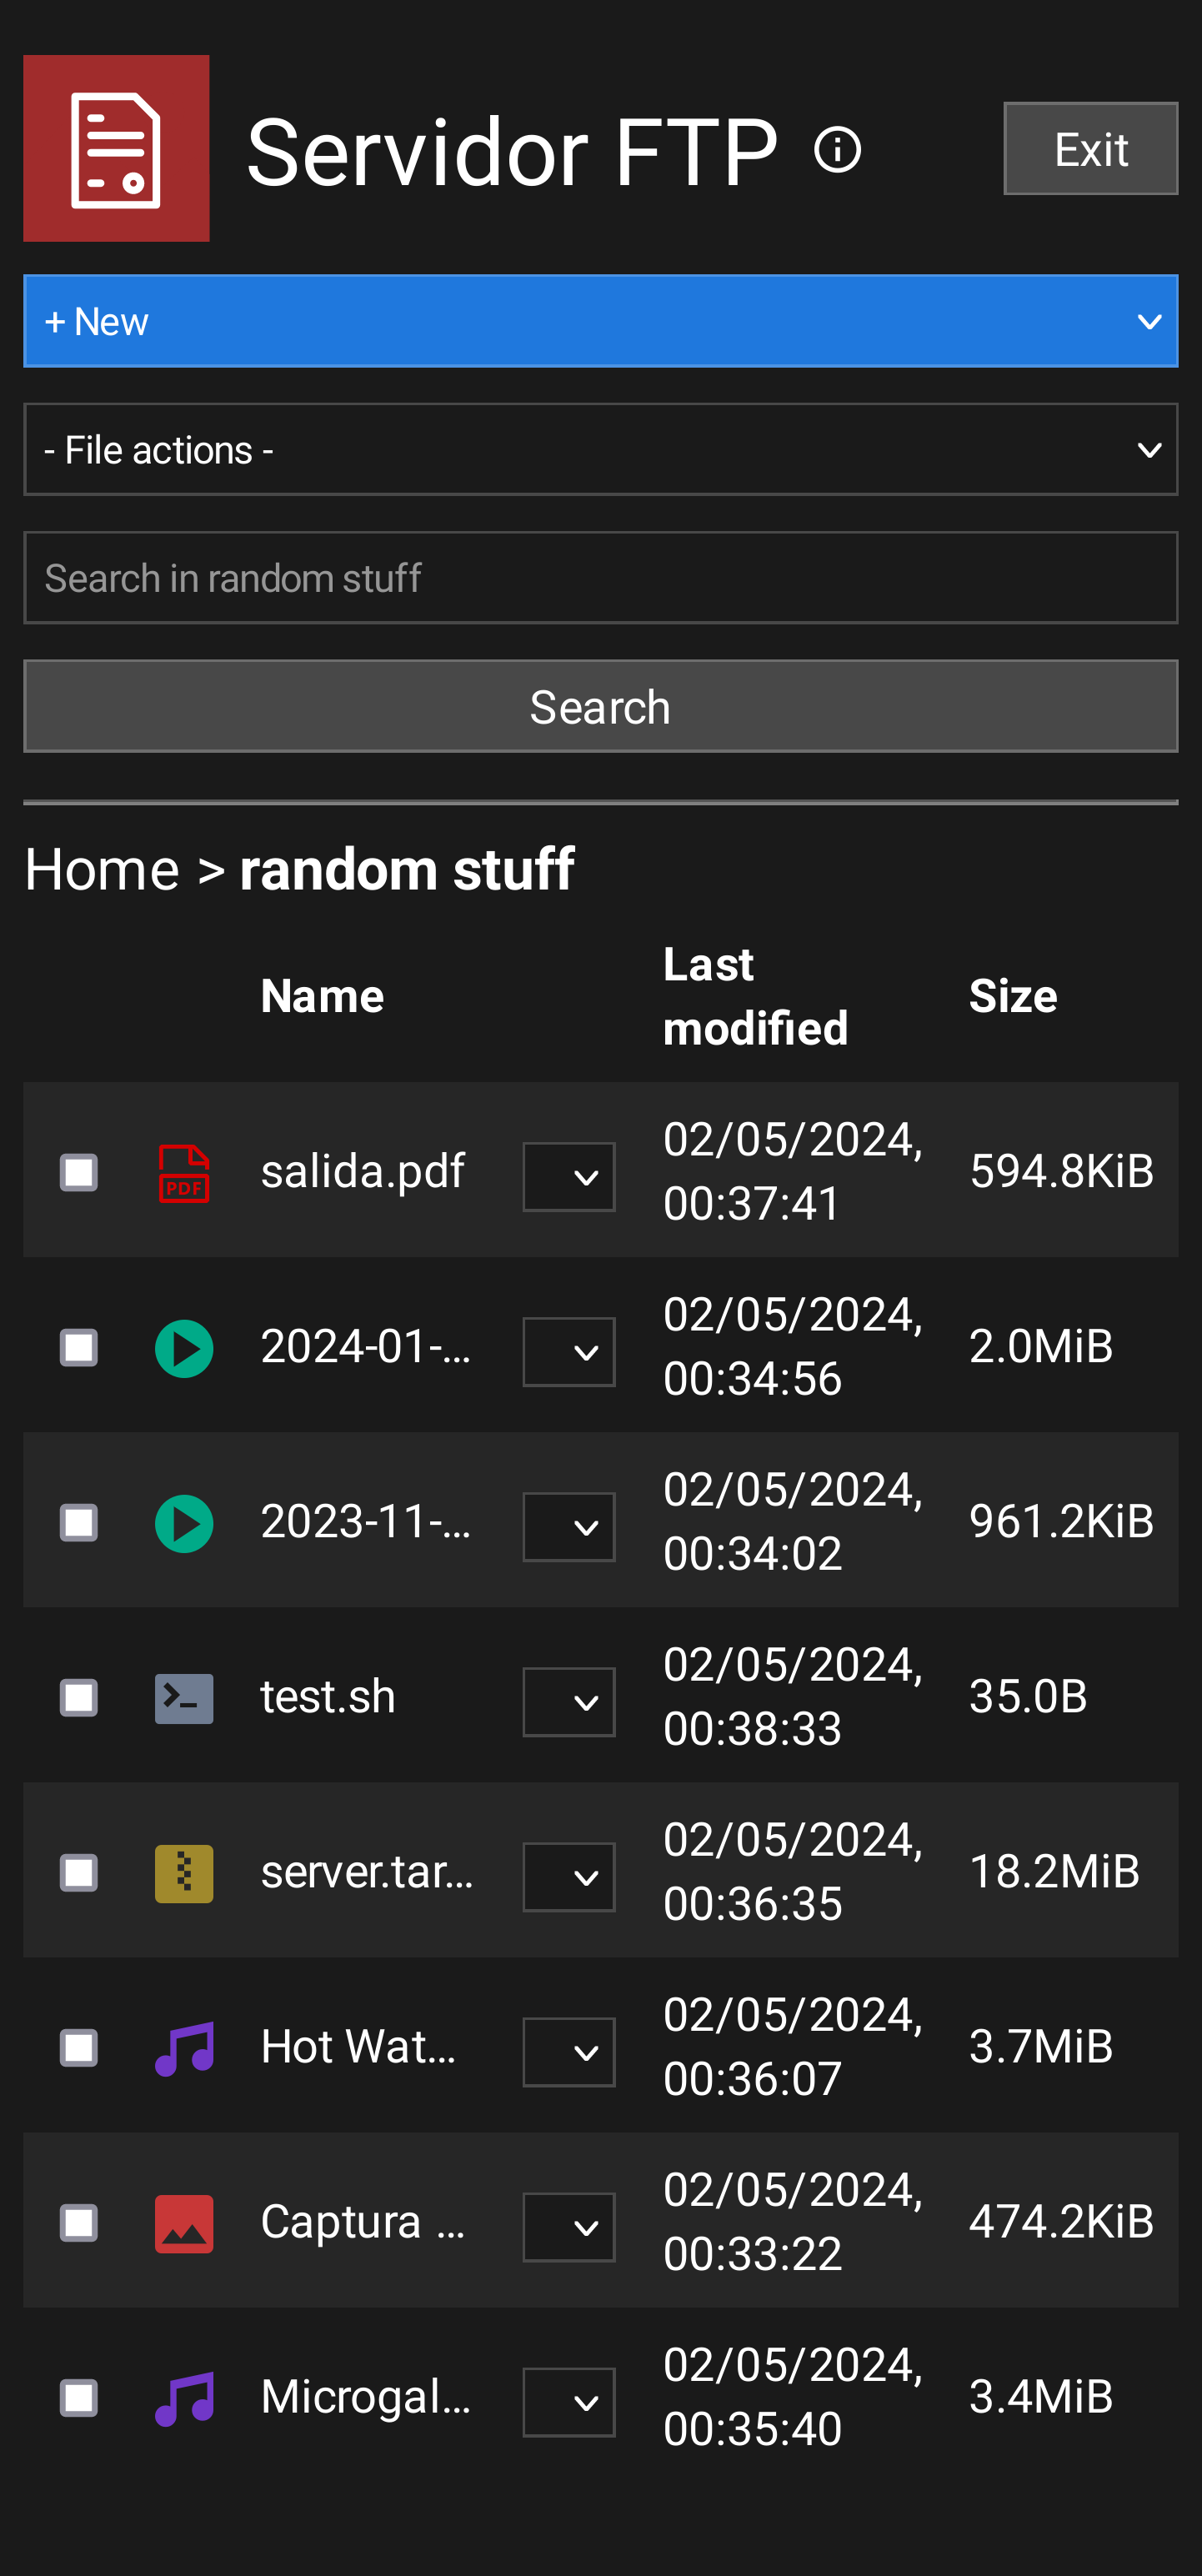 Servidor FTP
Exit
+ New
- File actions -
Search in random stuff
Search
Home > random stuff
Name Last modified Size
PDF salida.pdf 02/05/2024, 00:37:41 594.8KiB
2024-01-... 02/05/2024, 00:34:56 2.0MiB
2023-11-... 02/05/2024, 00:34:02 961.2KiB
test.sh 02/05/2024, 00:38:33 35.0B
server.tar... 02/05/2024, 00:36:35 18.2MiB
Hot Wat... 02/05/2024, 00:36:07 3.7MiB
Captura ... 02/05/2024, 00:33:22 474.2KiB
Microgal... 02/05/2024, 00:35:40 3.4MiB